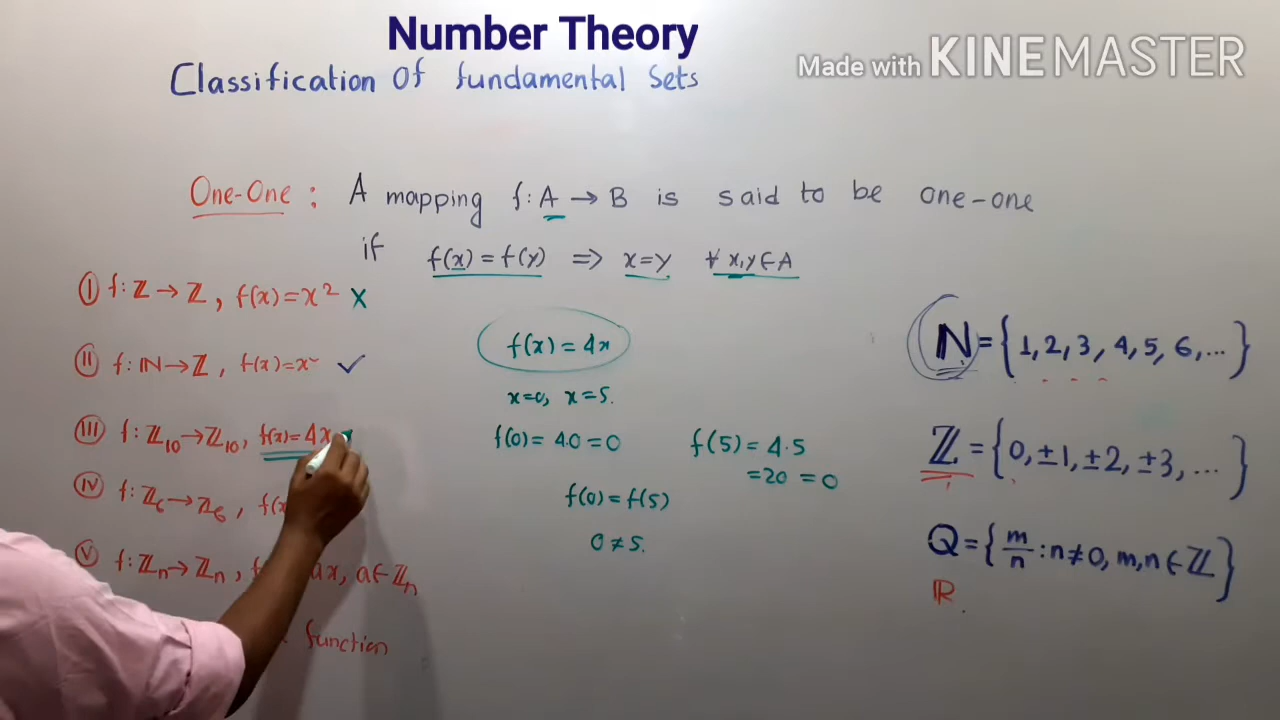 Number Theory
Made with KINEMASTER
Classification Of fundamental Sets
One-One : A mapping f: A → B is said to be one-one
if f(x) = f(y) => x=y ∀ x,y∈A
I f: ℤ → ℤ, f(x)=x² X
II f: ℕ→ℤ, f(x)=x² ✓
III f: ℤ₁₀→ℤ₁₀, f(x)=4x
IV f: ℤ₆→ℤ₆, f(x
V f: ℤₙ→ℤₙ, ax, a∈ℤₙ
function
f(x) = 4x
x=0, x=5.
f(0)= 4.0 =0
f(5)= 4.5
=20 = 0
f(0)= f(5)
0 ≠ 5.
ℕ={1,2,3,4,5,6,...}
ℤ={0,±1,±2,±3,...}
Q={m/n : n≠0, m,n∈ℤ}
ℝ.